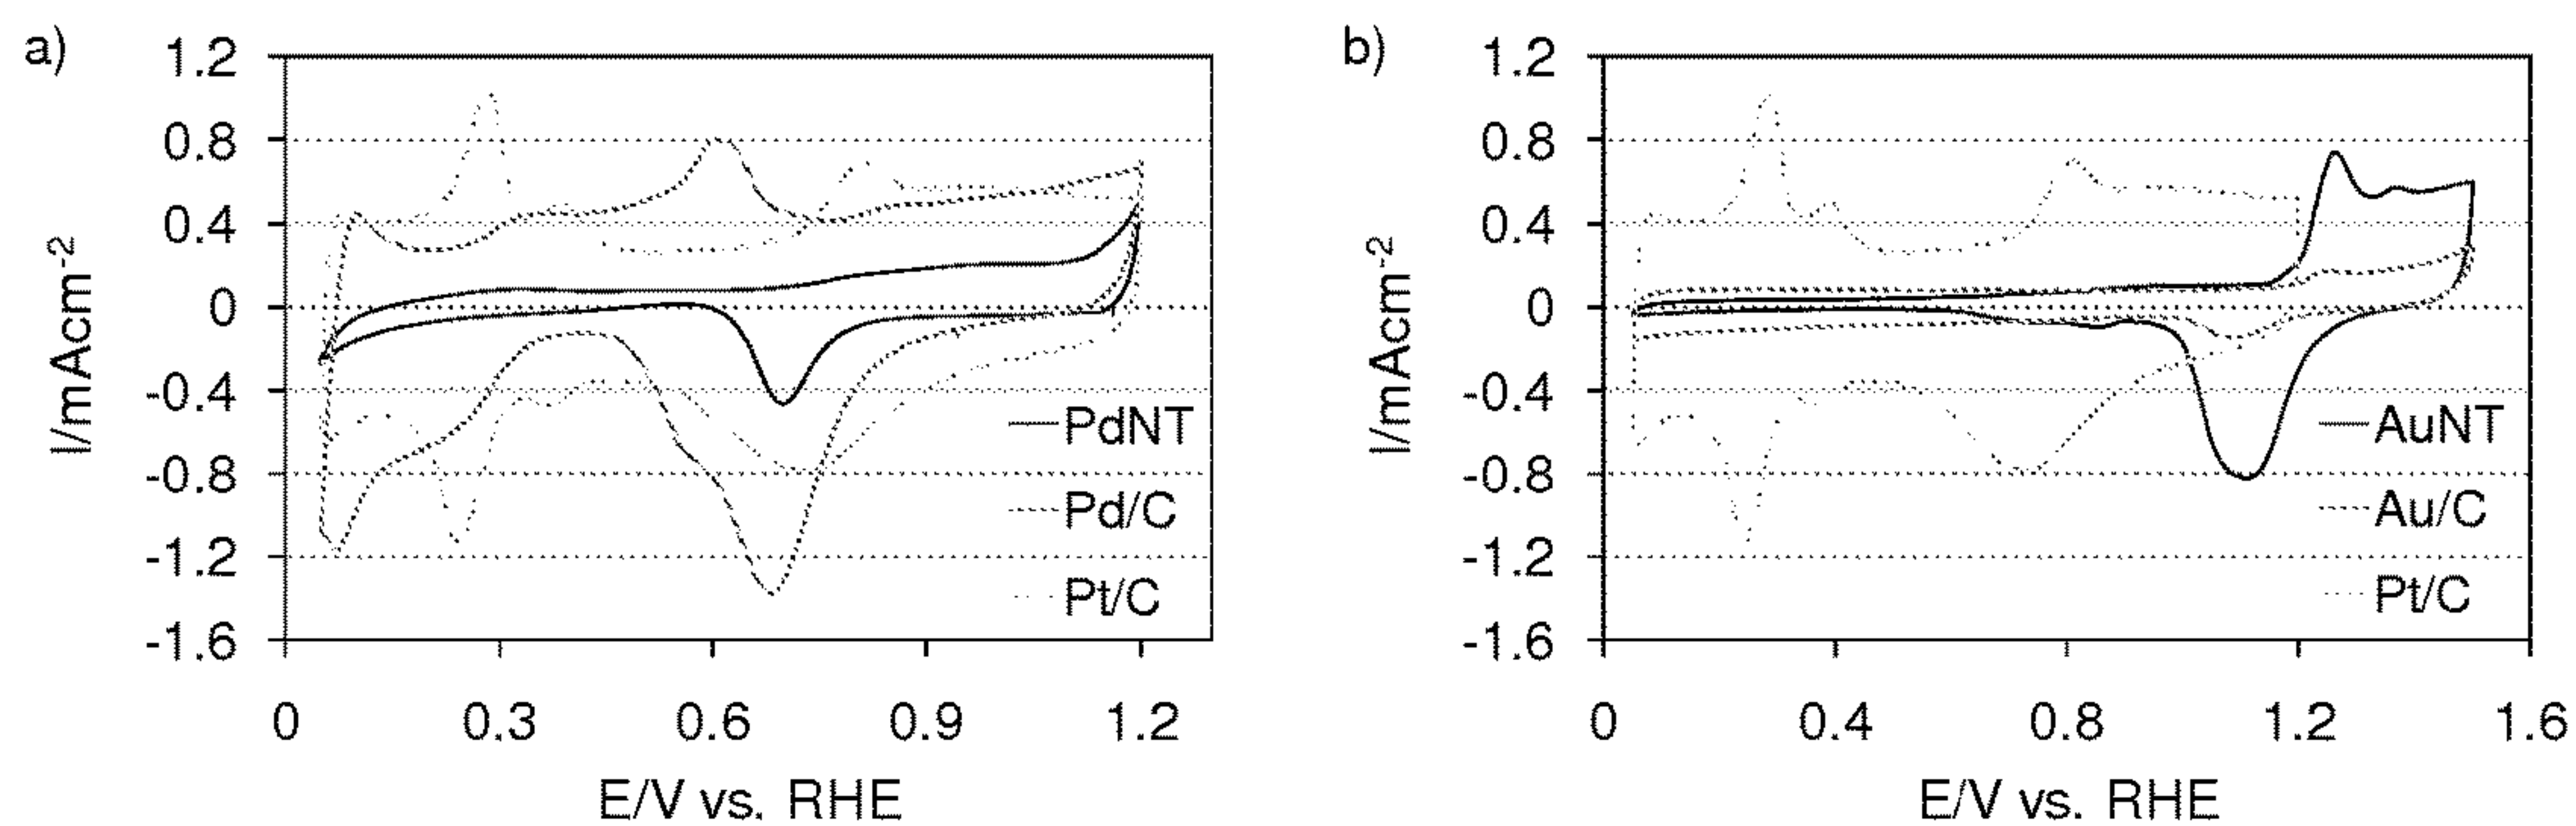 a)
1.2
0.8
0.4
0
-0.4
-0.8
-1.2
-1.6
I/mAcm-2
PdNT
Pd/C
Pt/C
0 0.3 0.6 0.9 1.2
E/V vs. RHE
b)
1.2
0.8
0.4
0
-0.4
-0.8
-1.2
-1.6
I/mAcm-2
AuNT
Au/C
Pt/C
0 0.4 0.8 1.2 1.6
E/V vs. RHE